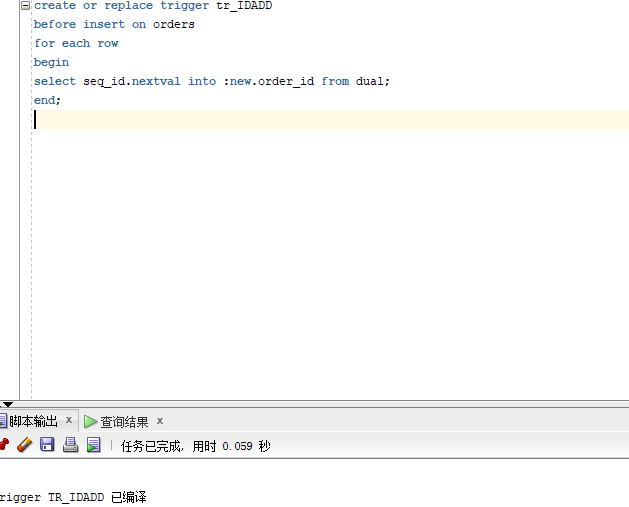 create or replace trigger tr_IDADD
before insert on orders
for each row
begin
select seq_id.nextval into :new.order_id from dual;
end;
脚本输出 x 查询结果 x
任务已完成, 用时 0.059 秒
rigger TR_IDADD 已编译